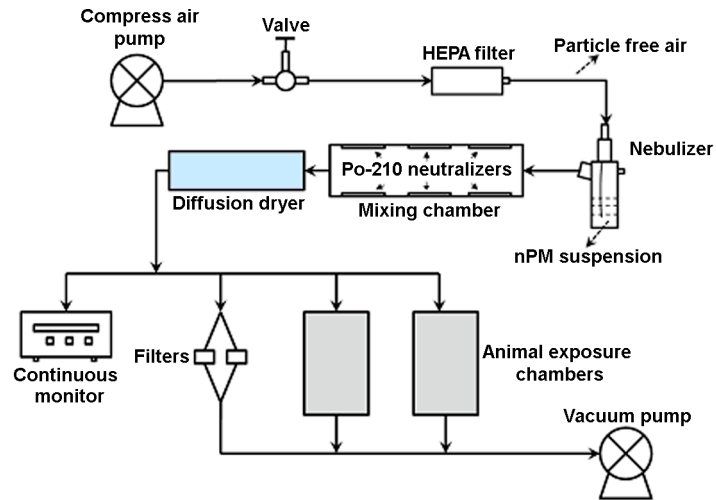 Compress air
pump
Valve
HEPA filter
Particle free air
Nebulizer
Po-210 neutralizers
Mixing chamber
Diffusion dryer
nPM suspension
Continuous
monitor
Filters
Animal exposure
chambers
Vacuum pump